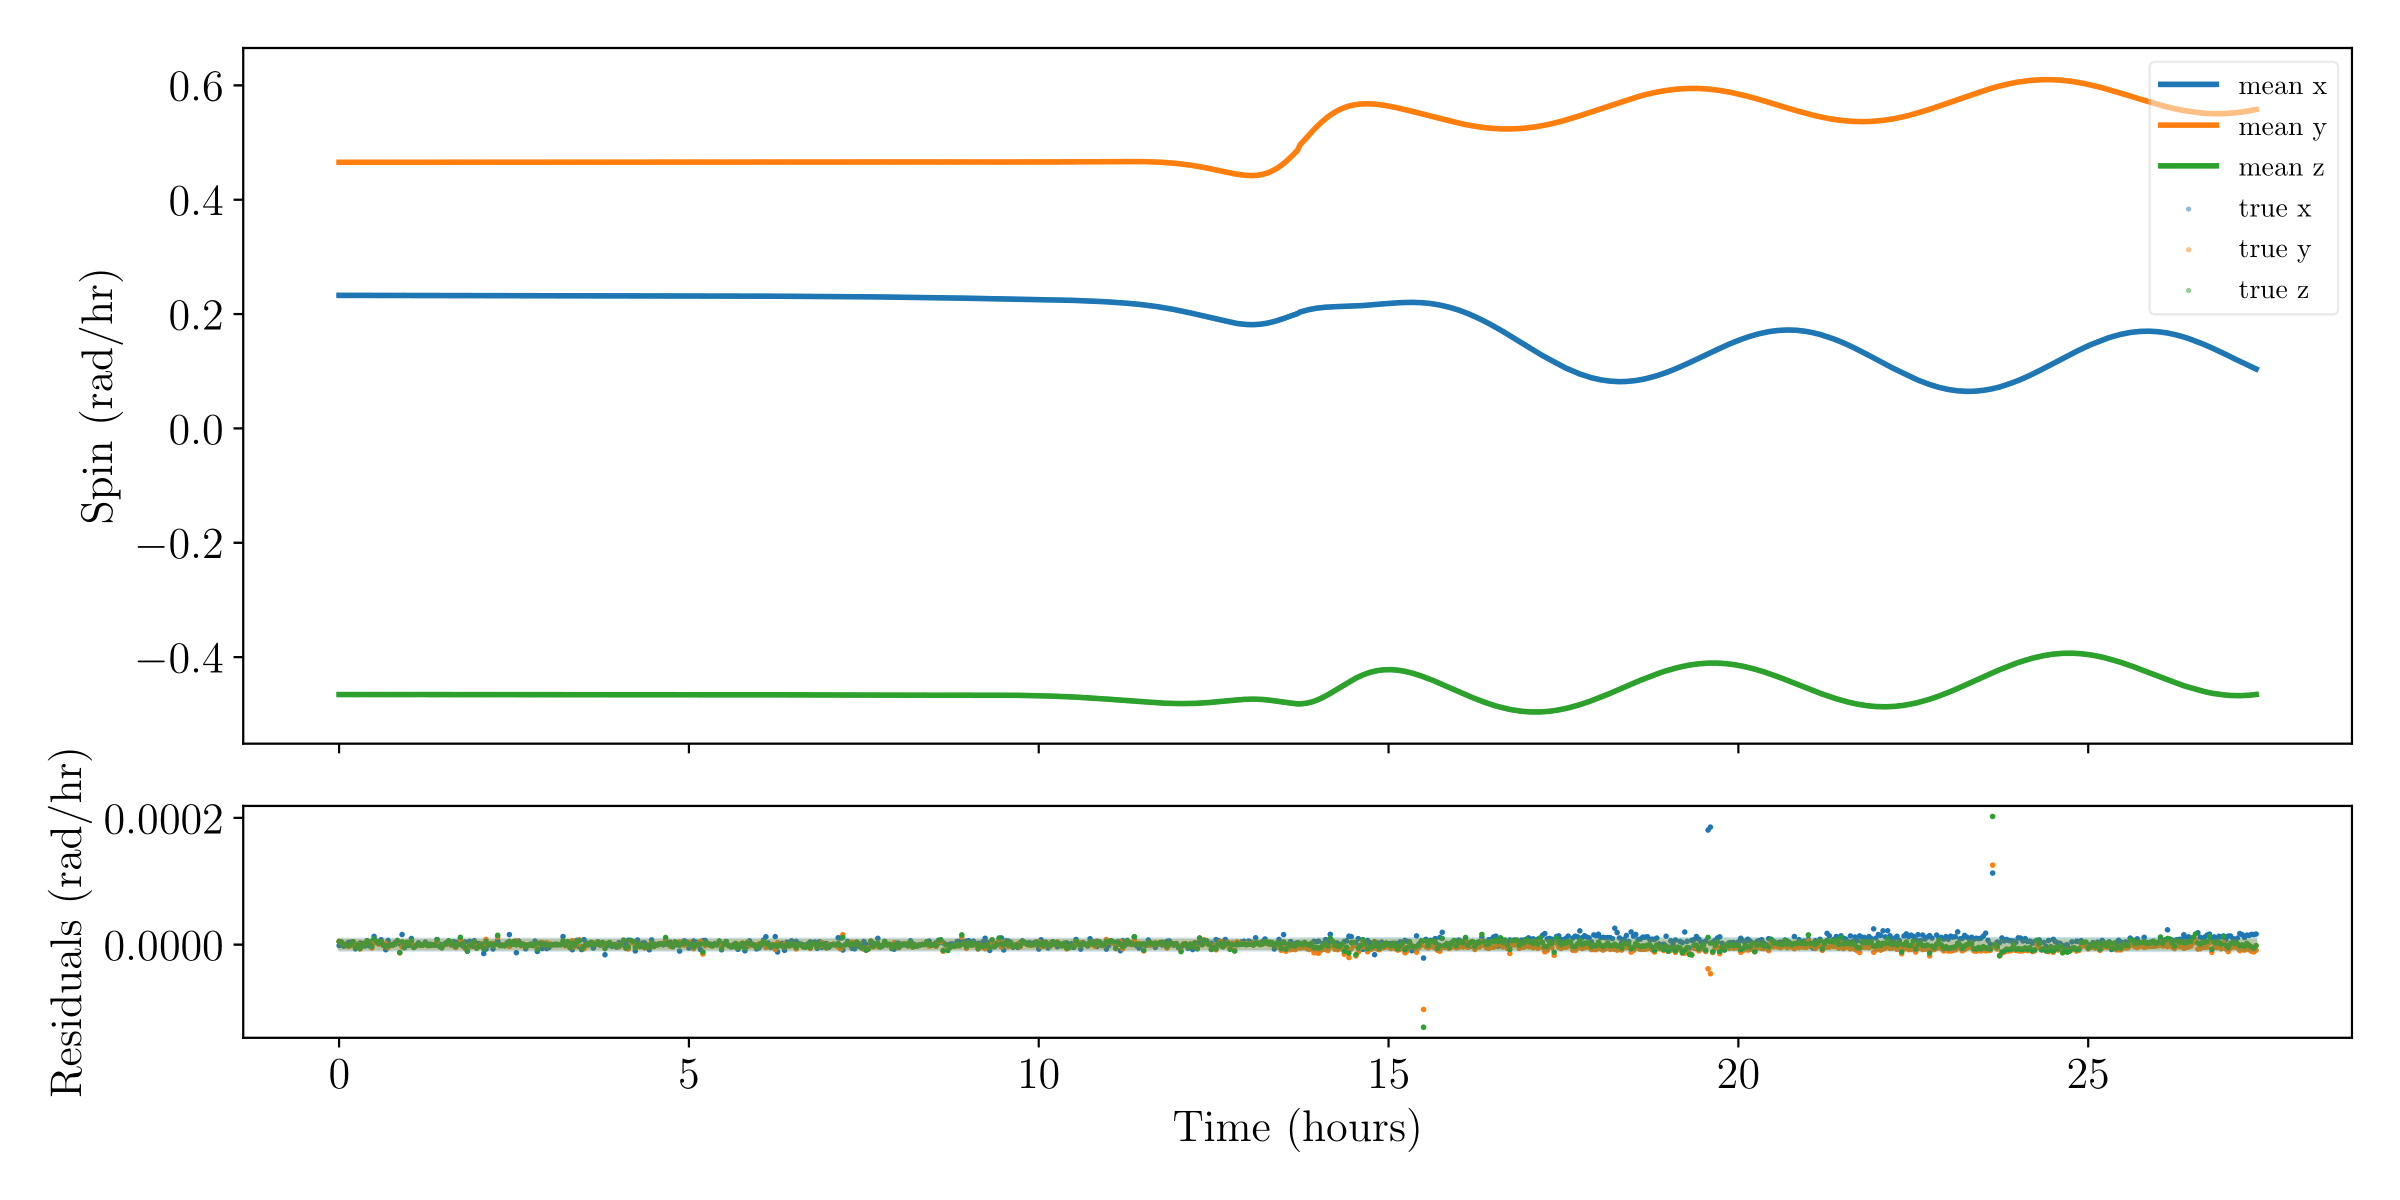 0.6
0.4
0.2
0.0
−0.2
−0.4
Spin (rad/hr)
mean x
mean y
mean z
true x
true y
true z
0.0002
0.0000
Residuals (rad/hr)
0 5 10 15 20 25
Time (hours)